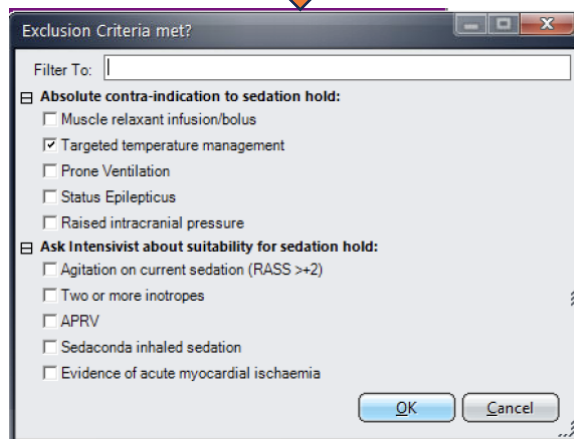 Exclusion Criteria met?
Filter To:
Absolute contra-indication to sedation hold:
Muscle relaxant infusion/bolus
Targeted temperature management
Prone Ventilation
Status Epilepticus
Raised intracranial pressure
Ask Intensivist about suitability for sedation hold:
Agitation on current sedation (RASS >+2)
Two or more inotropes
APRV
Sedaconda inhaled sedation
Evidence of acute myocardial ischaemia
OK Cancel